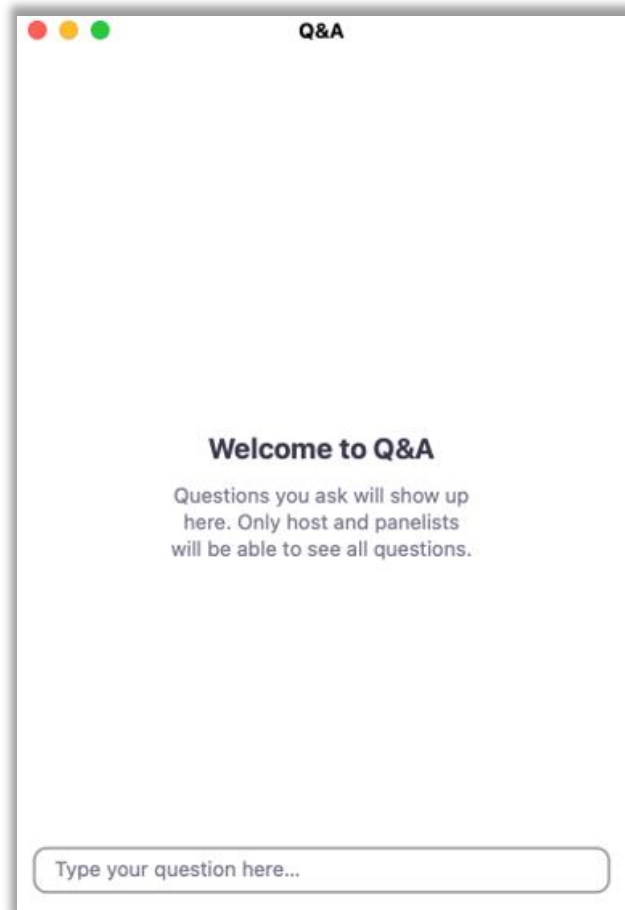 Q&A
Welcome to Q&A
Questions you ask will show up
here. Only host and panelists
will be able to see all questions.
Type your question here...